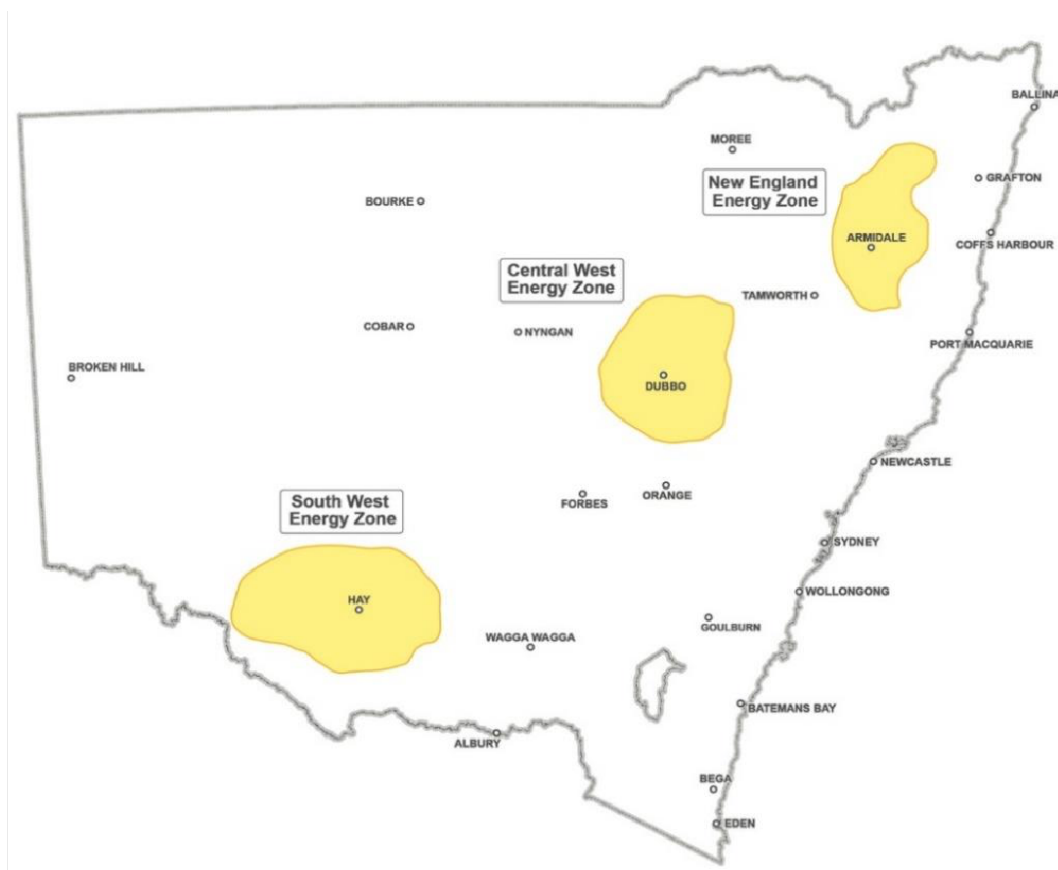 BALLINA
MOREE
New England
Energy Zone
GRAFTON
BOURKE
ARMIDALE
COFFS HARBOUR
Central West
Energy Zone
TAMWORTH
COBAR
NYNGAN
PORT MACQUARIE
BROKEN HILL
DUBBO
NEWCASTLE
South West
Energy Zone
FORBES
ORANGE
SYDNEY
WOLLONGONG
HAY
GOULBURN
WAGGA WAGGA
BATEMANS BAY
ALBURY
BEGA
EDEN